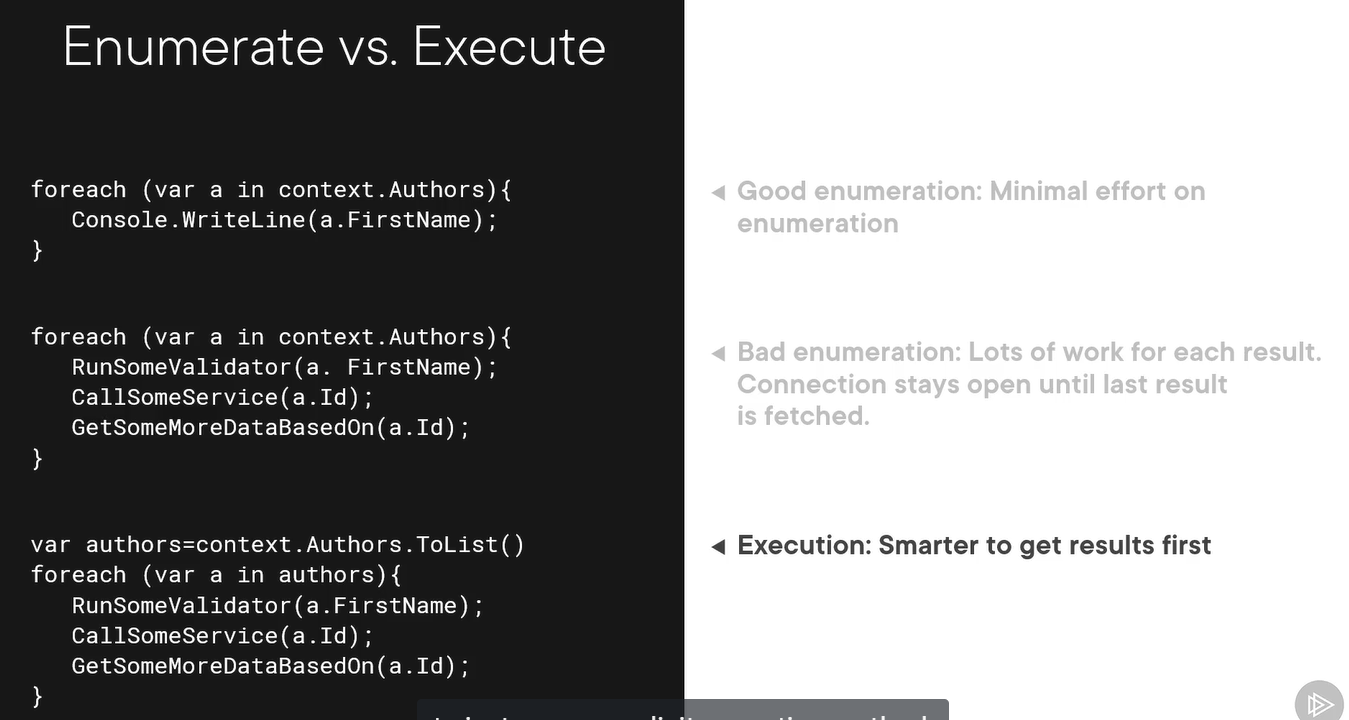 Enumerate vs. Execute
foreach (var a in context.Authors){
Console.WriteLine(a.FirstName);
}
Good enumeration: Minimal effort on
enumeration
foreach (var a in context.Authors){
RunSomeValidator(a. FirstName);
CallSomeService(a.Id);
GetSomeMoreDataBasedOn(a.Id);
}
Bad enumeration: Lots of work for each result.
Connection stays open until last result
is fetched.
var authors=context.Authors.ToList()
foreach (var a in authors){
RunSomeValidator(a.FirstName);
CallSomeService(a.Id);
GetSomeMoreDataBasedOn(a.Id);
}
Execution: Smarter to get results first